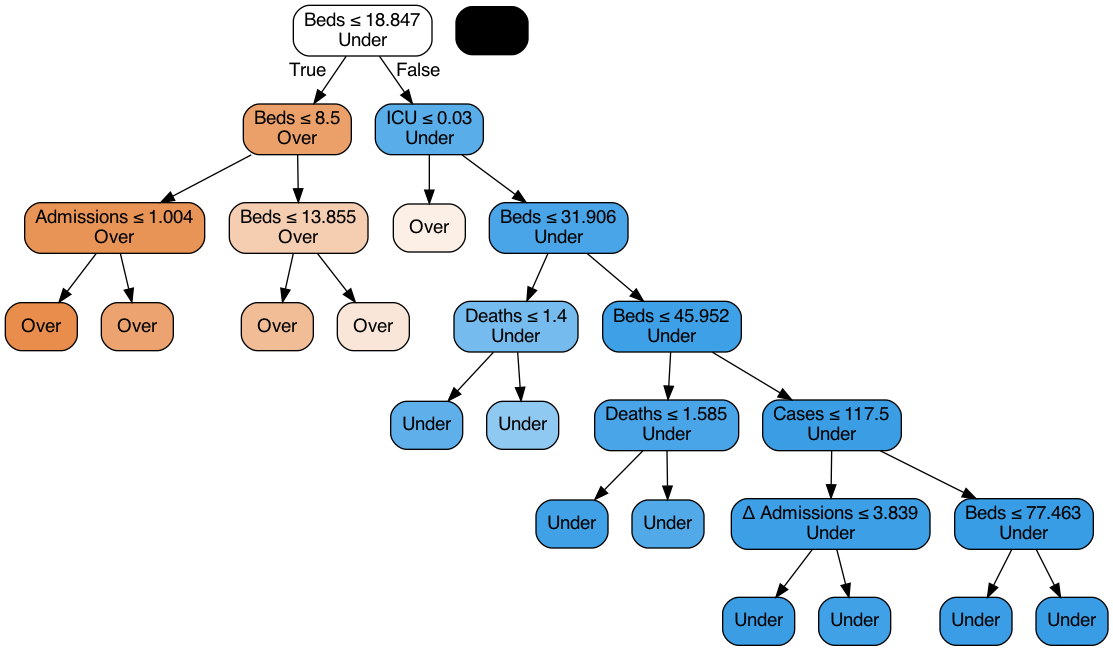 Beds ≤ 18.847
Under
True
False
Beds ≤ 8.5
Over
ICU ≤ 0.03
Under
Admissions ≤ 1.004
Over
Beds ≤ 13.855
Over
Over
Beds ≤ 31.906
Under
Over
Over
Over
Over
Deaths ≤ 1.4
Under
Beds ≤ 45.952
Under
Under
Under
Deaths ≤ 1.585
Under
Cases ≤ 117.5
Under
Under
Under
Δ Admissions ≤ 3.839
Under
Beds ≤ 77.463
Under
Under
Under
Under
Under